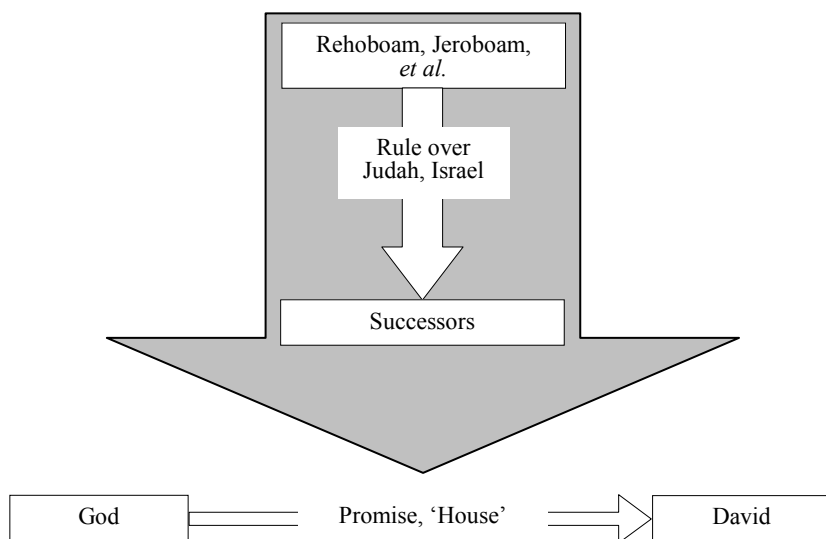 Rehoboam, Jeroboam,
et al.
Rule over
Judah, Israel
Successors
God
Promise, ‘House’
David